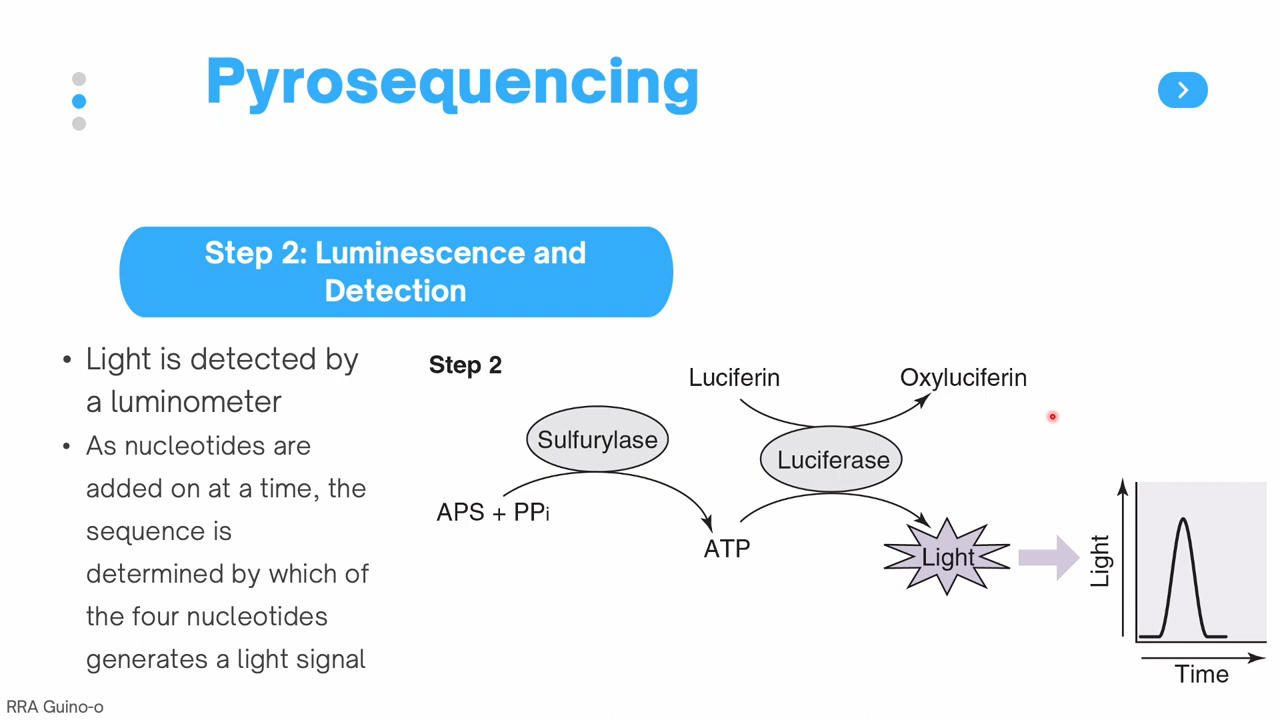 Pyrosequencing
Step 2: Luminescence and
Detection
• Light is detected by
a luminometer
• As nucleotides are
added on at a time, the
sequence is
determined by which of
the four nucleotides
generates a light signal
Step 2
Luciferin
Oxyluciferin
Sulfurylase
Luciferase
APS + PPi
ATP
Light
Light
Time
RRA Guino-o